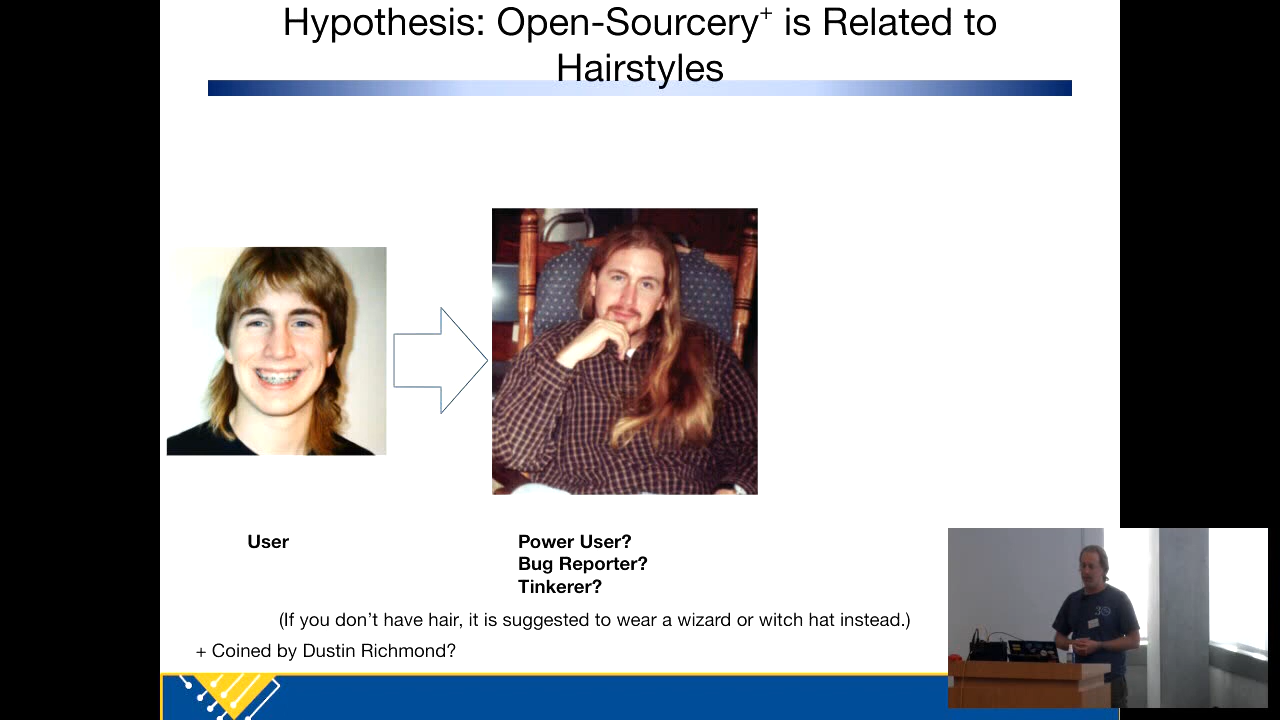 Hypothesis: Open-Sourcery+ is Related to
Hairstyles
User
Power User?
Bug Reporter?
Tinkerer?
(If you don’t have hair, it is suggested to wear a wizard or witch hat instead.)
+ Coined by Dustin Richmond?